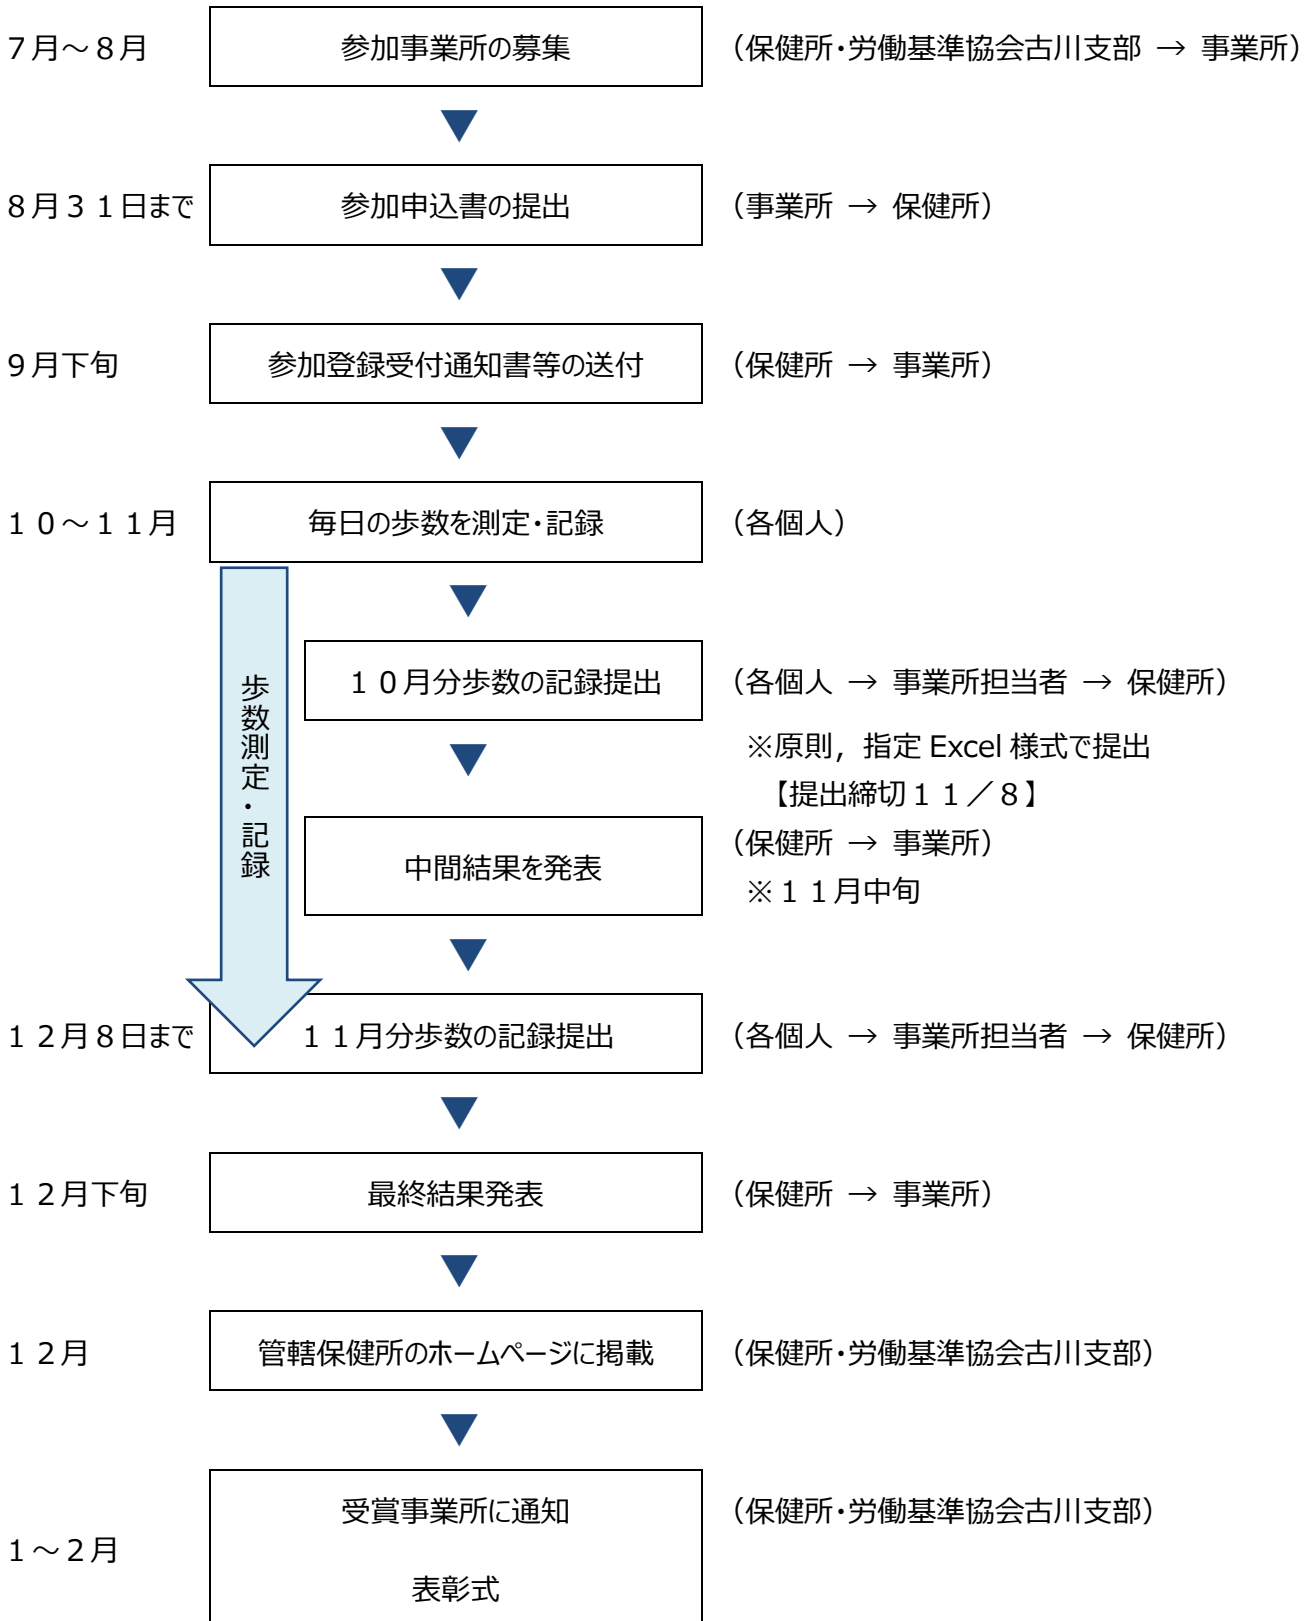 ７月～８月 参加事業所の募集 （保健所・労働基準協会古川支部 → 事業所）
８月３１日まで 参加申込書の提出 （事業所 → 保健所）
９月下旬 参加登録受付通知書等の送付 （保健所 → 事業所）
１０～１１月 毎日の歩数を測定・記録 （各個人）
歩数測定・記録
１０月分歩数の記録提出 （各個人 → 事業所担当者 → 保健所）
※原則，指定 Excel 様式で提出
【提出締切１１／８】
中間結果を発表 （保健所 → 事業所）
※１１月中旬
１２月８日まで １１月分歩数の記録提出 （各個人 → 事業所担当者 → 保健所）
１２月下旬 最終結果発表 （保健所 → 事業所）
１２月 管轄保健所のホームページに掲載 （保健所・労働基準協会古川支部）
１～２月 受賞事業所に通知 （保健所・労働基準協会古川支部）
表彰式